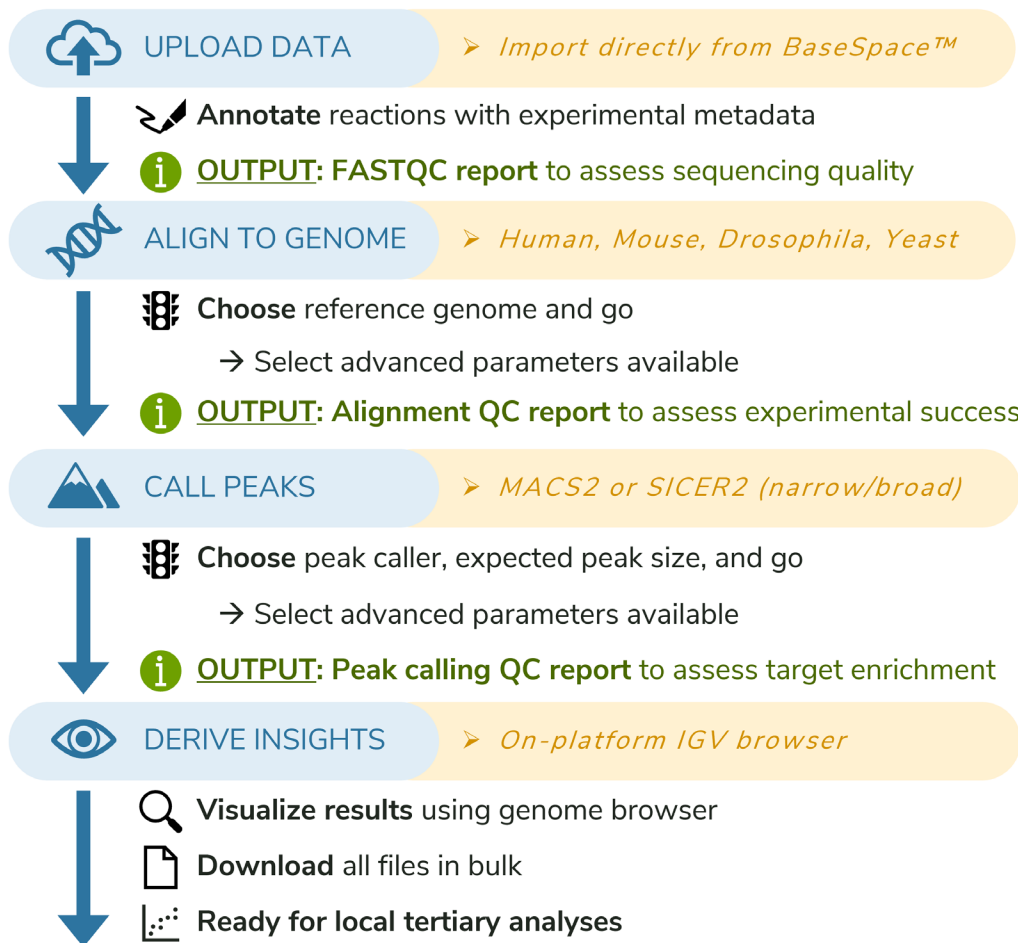 UPLOAD DATA
➢ Import directly from BaseSpace™
Annotate reactions with experimental metadata
OUTPUT: FASTQC report to assess sequencing quality
ALIGN TO GENOME
➢ Human, Mouse, Drosophila, Yeast
Choose reference genome and go
→ Select advanced parameters available
OUTPUT: Alignment QC report to assess experimental success
CALL PEAKS
➢ MACS2 or SICER2 (narrow/broad)
Choose peak caller, expected peak size, and go
→ Select advanced parameters available
OUTPUT: Peak calling QC report to assess target enrichment
DERIVE INSIGHTS
➢ On-platform IGV browser
Visualize results using genome browser
Download all files in bulk
Ready for local tertiary analyses